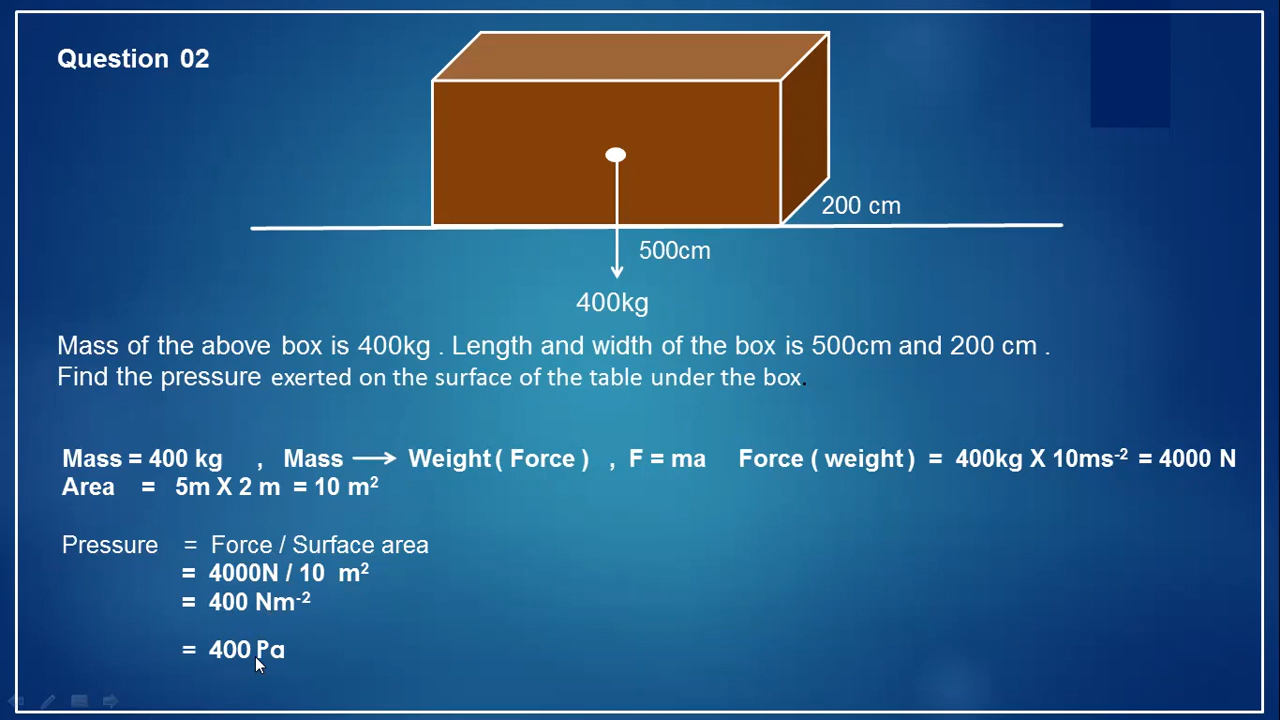 Question 02
200 cm
500cm
400kg
Mass of the above box is 400kg . Length and width of the box is 500cm and 200 cm .
Find the pressure exerted on the surface of the table under the box.
Mass = 400 kg , Mass → Weight ( Force ) , F = ma Force ( weight ) = 400kg X 10ms⁻² = 4000 N
Area = 5m X 2 m = 10 m²
Pressure = Force / Surface area
= 4000N / 10 m²
= 400 Nm⁻²
= 400 Pa